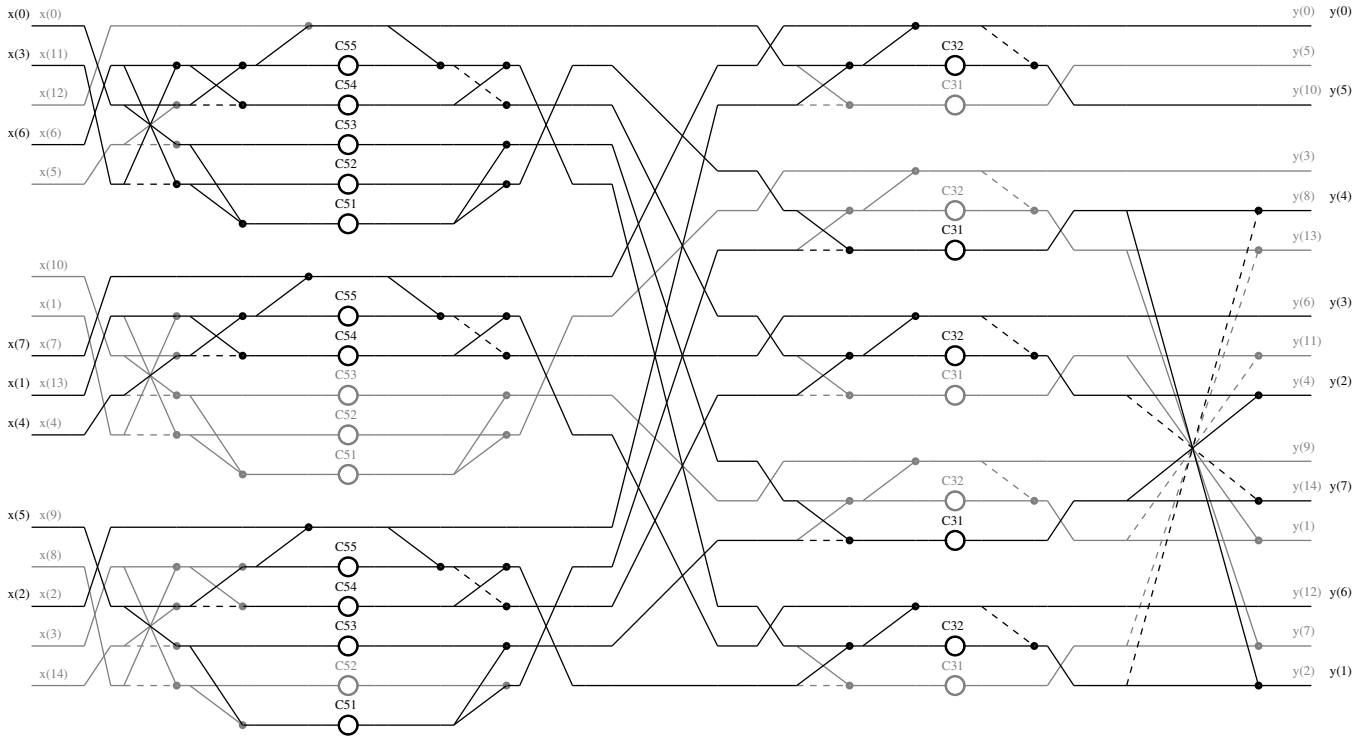 x(0) x(0) y(0) y(0)
x(3) x(11) C55 C32 y(5)
x(12) C54 C31 y(10) y(5)
x(6) x(6) C53
x(5) C52 y(3)
C51 C32 y(8) y(4)
C31 y(13)
x(10)
x(1) C55 y(6) y(3)
x(7) x(7) C54 C32 y(11)
x(1) x(13) C53 C31 y(4) y(2)
x(4) x(4) C52
C51 y(9)
C32 y(14) y(7)
x(5) x(9) C31 y(1)
x(8) C55
x(2) x(2) C54 y(12) y(6)
x(3) C53 C32 y(7)
x(14) C52 C31 y(2) y(1)
C51